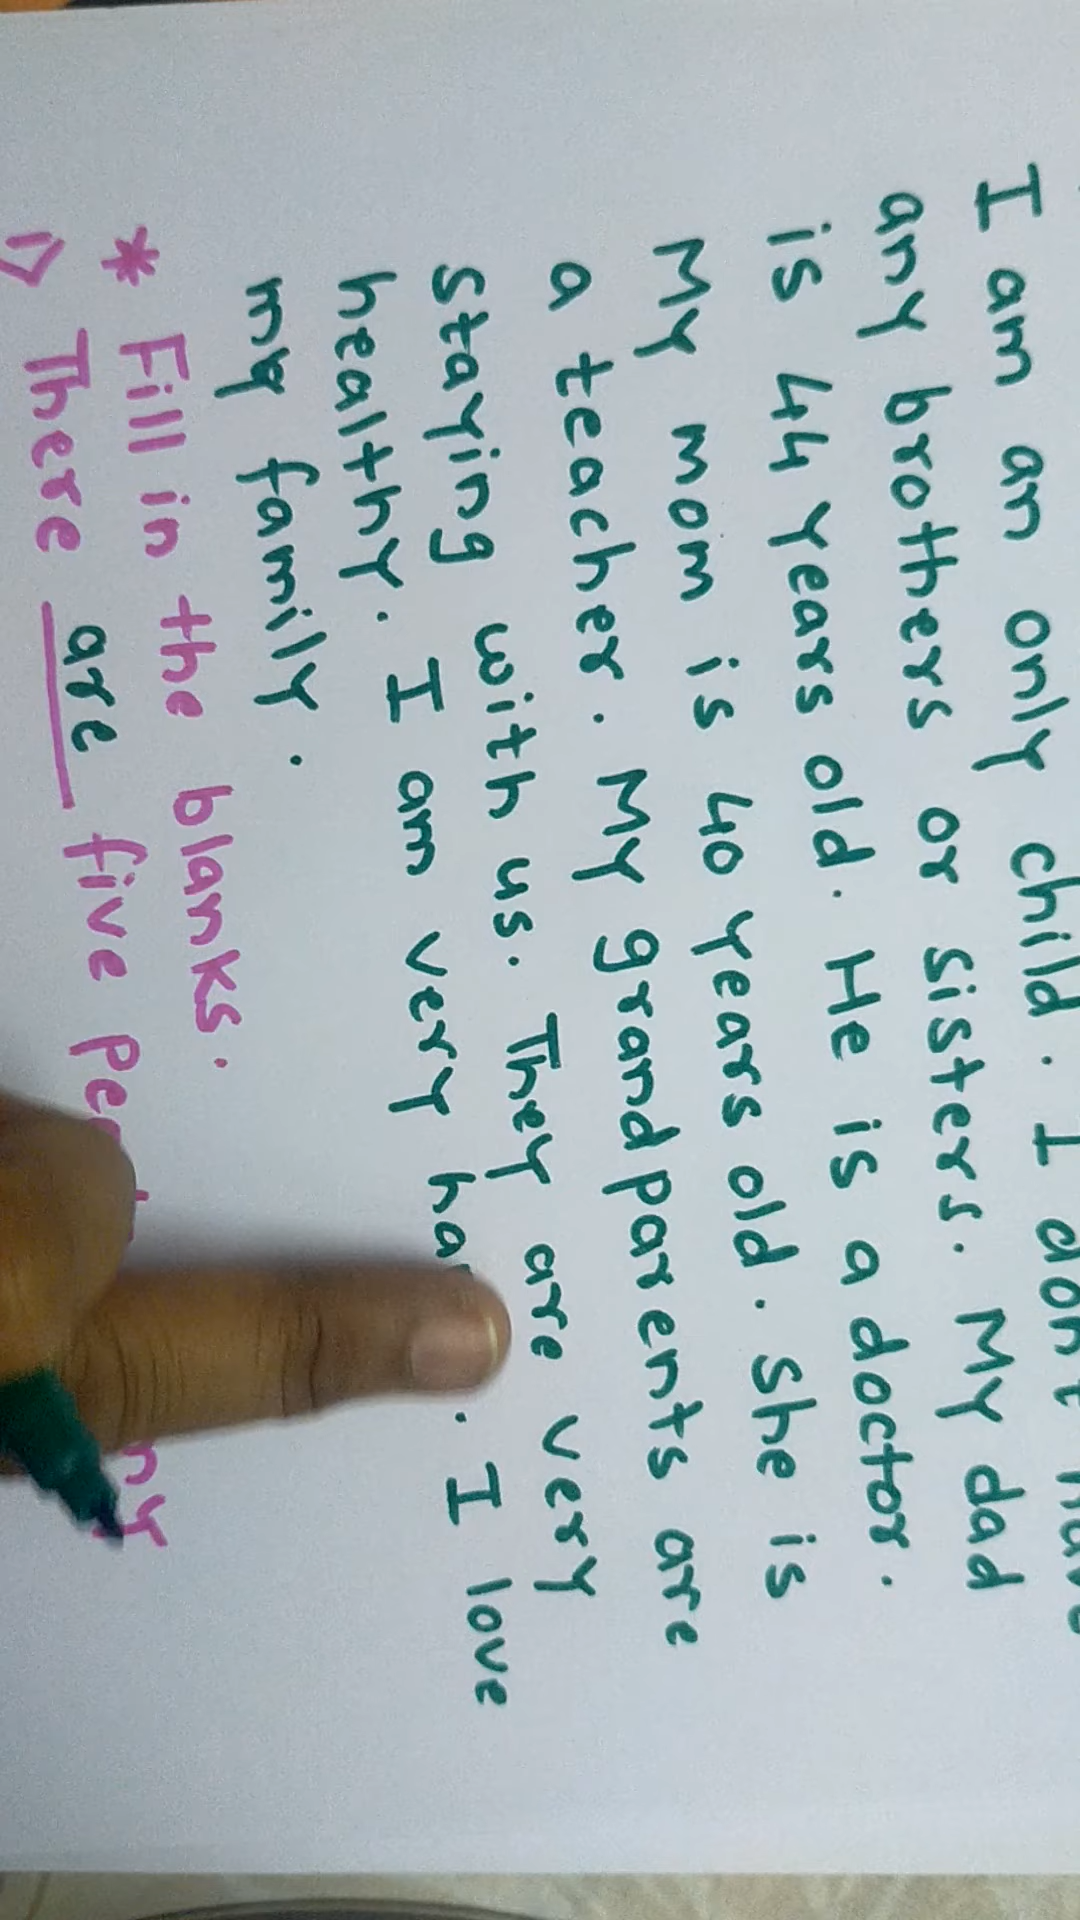 I am an only child. I don't have
any brothers or sisters. My dad
is 44 years old. He is a doctor.
My mom is 40 years old. She is
a teacher. My grandparents are
staying with us. They are very
healthy. I am very . I love
my family.
* Fill in the blanks.
1) There are five